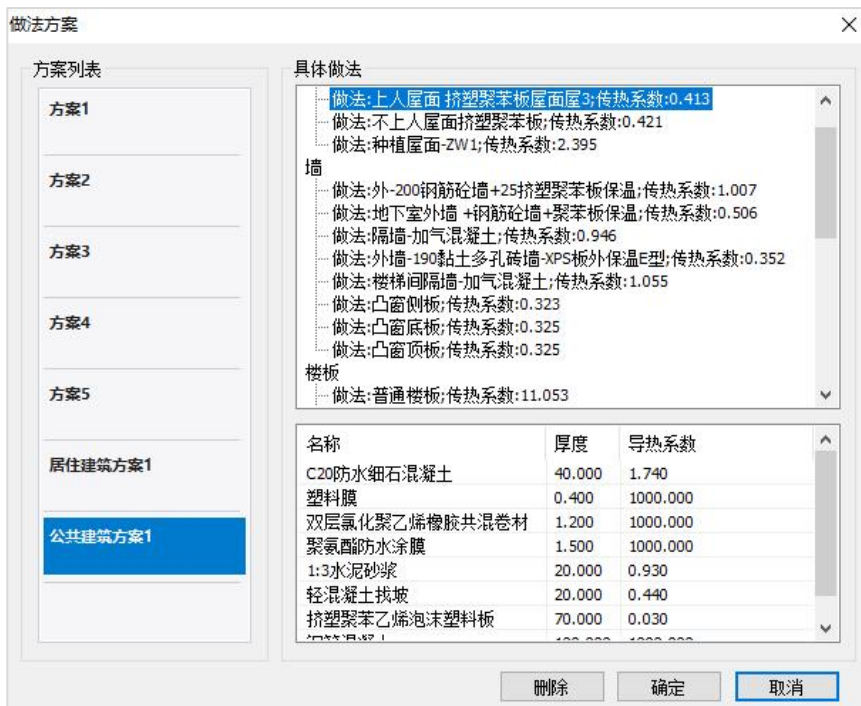 做法方案
方案列表
方案1
方案2
方案3
方案4
方案5
居住建筑方案1
公共建筑方案1
具体做法
做法:上人屋面 挤塑聚苯板屋面屋3;传热系数:0.413
做法:不上人屋面挤塑聚苯板;传热系数:0.421
做法:种植屋面-ZW1;传热系数:2.395
墙
做法:外-200钢筋砼墙+25挤塑聚苯板保温;传热系数:1.007
做法:地下室外墙 +钢筋砼墙+聚苯板保温;传热系数:0.506
做法:隔墙-加气混凝土;传热系数:0.946
做法:外墙-190黏土多孔砖墙-XPS板外保温E型;传热系数:0.352
做法:楼梯间隔墙-加气混凝土;传热系数:1.055
做法:凸窗侧板;传热系数:0.323
做法:凸窗底板;传热系数:0.325
做法:凸窗顶板;传热系数:0.325
楼板
做法:普通楼板;传热系数:11.053
名称 厚度 导热系数
C20防水细石混凝土 40.000 1.740
塑料膜 0.400 1000.000
双层氯化聚乙烯橡胶共混卷材 1.200 1000.000
聚氨酯防水涂膜 1.500 1000.000
1:3水泥砂浆 20.000 0.930
轻混凝土找坡 20.000 0.440
挤塑聚苯乙烯泡沫塑料板 70.000 0.030
删除 确定 取消